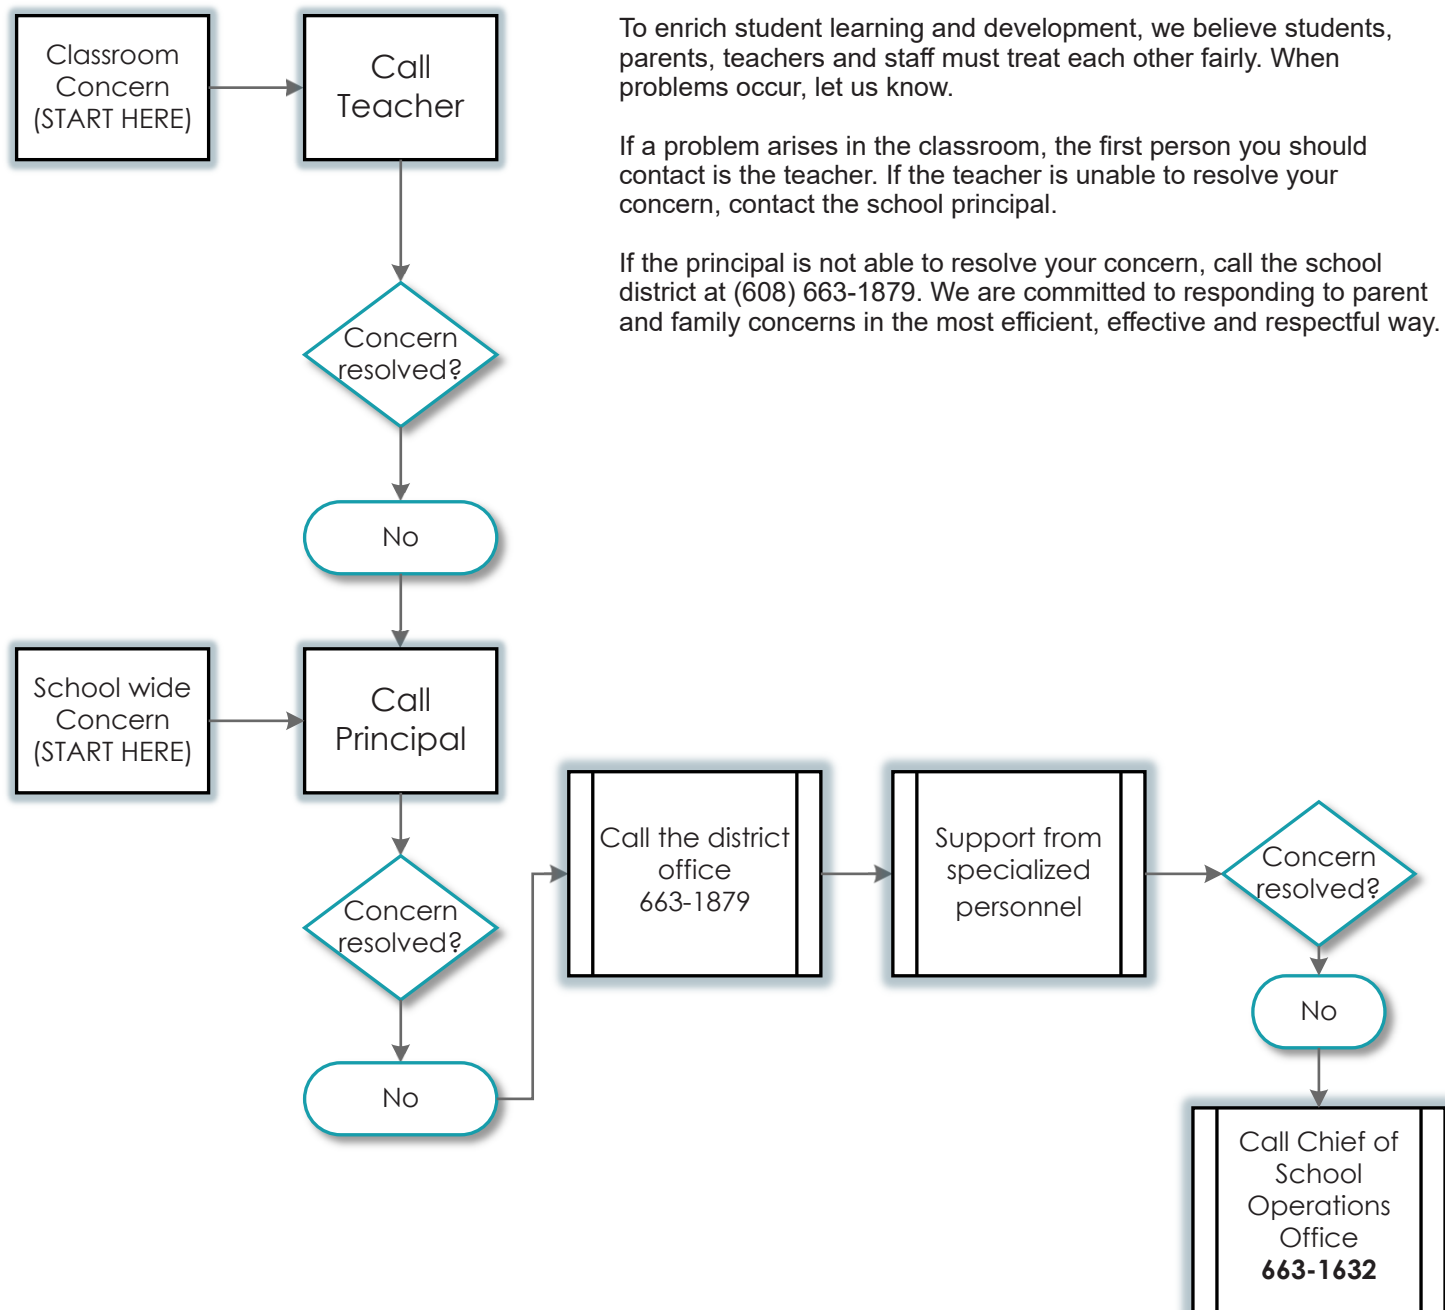 Classroom
Concern
(START HERE)
Call
Teacher
To enrich student learning and development, we believe students,
parents, teachers and staff must treat each other fairly. When
problems occur, let us know.
If a problem arises in the classroom, the first person you should
contact is the teacher. If the teacher is unable to resolve your
concern, contact the school principal.
If the principal is not able to resolve your concern, call the school
district at (608) 663-1879. We are committed to responding to parent
and family concerns in the most efficient, effective and respectful way.
Concern
resolved?
No
School wide
Concern
(START HERE)
Call
Principal
Concern
resolved?
No
Call the district
office
663-1879
Support from
specialized
personnel
Concern
resolved?
No
Call Chief of
School
Operations
Office
663-1632